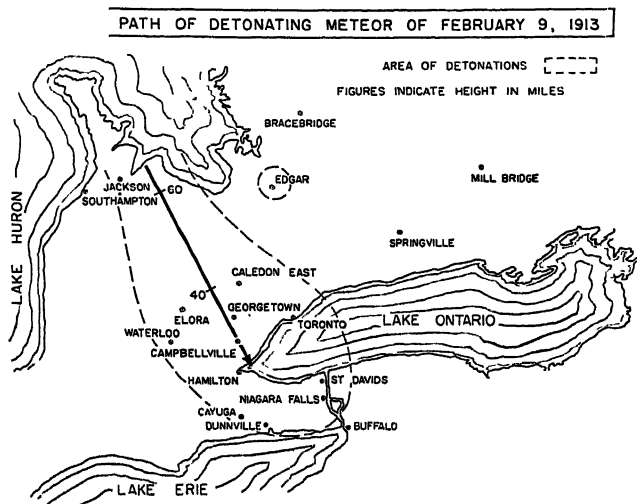 PATH OF DETONATING METEOR OF FEBRUARY 9, 1913
AREA OF DETONATIONS
FIGURES INDICATE HEIGHT IN MILES
BRACEBRIDGE
EDGAR
MILL BRIDGE
JACKSON
60
SOUTHAMPTON
LAKE HURON
SPRINGVILLE
CALEDON EAST
40
GEORGETOWN
ELORA
TORONTO
LAKE ONTARIO
WATERLOO
CAMPBELLVILLE
HAMILTON
ST DAVIDS
NIAGARA FALLS
CAYUGA
DUNNVILLE
BUFFALO
LAKE ERIE